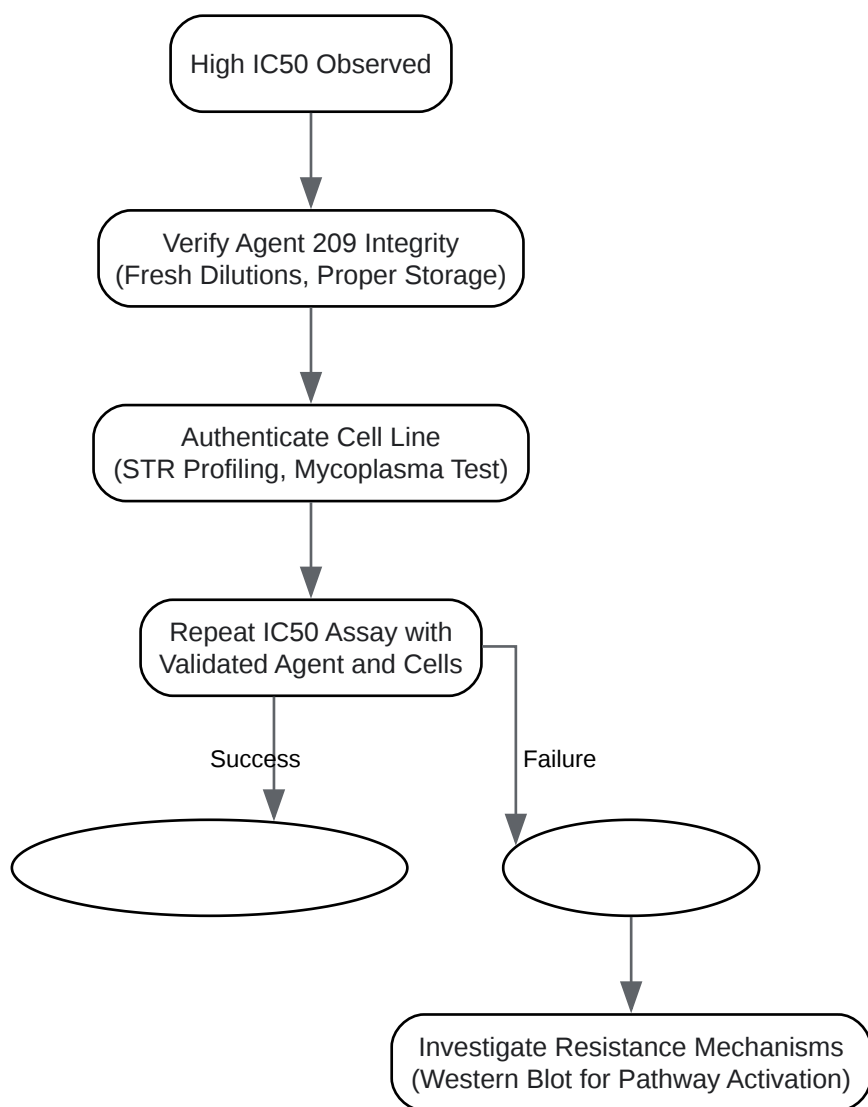 High IC50 Observed
Verify Agent 209 Integrity
(Fresh Dilutions, Proper Storage)
Authenticate Cell Line
(STR Profiling, Mycoplasma Test)
Repeat IC50 Assay with
Validated Agent and Cells
Success
Failure
Investigate Resistance Mechanisms
(Western Blot for Pathway Activation)